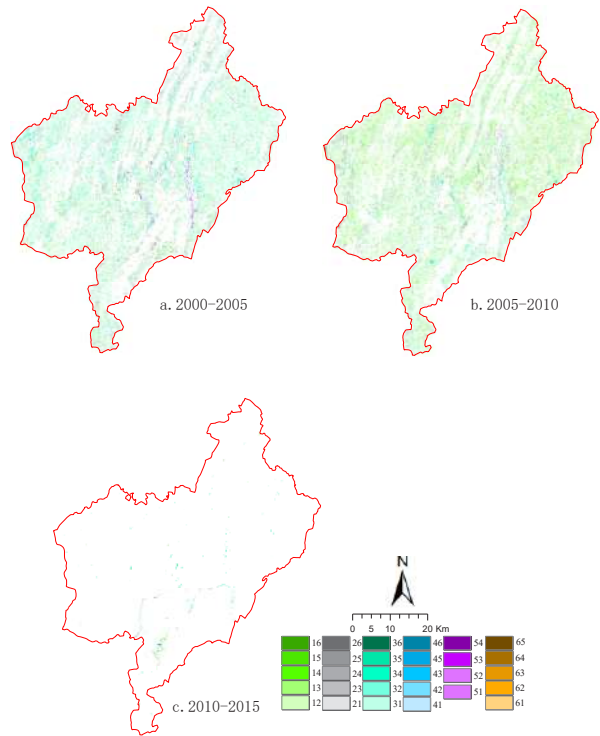 a.2000-2005
b.2005-2010
N
0 5 10 20 Km
16 26 36 46 54 65
15 25 35 45 53 64
14 24 34 43 52 63
13 23 32 42 51 62
12 21 31 41 61
c.2010-2015